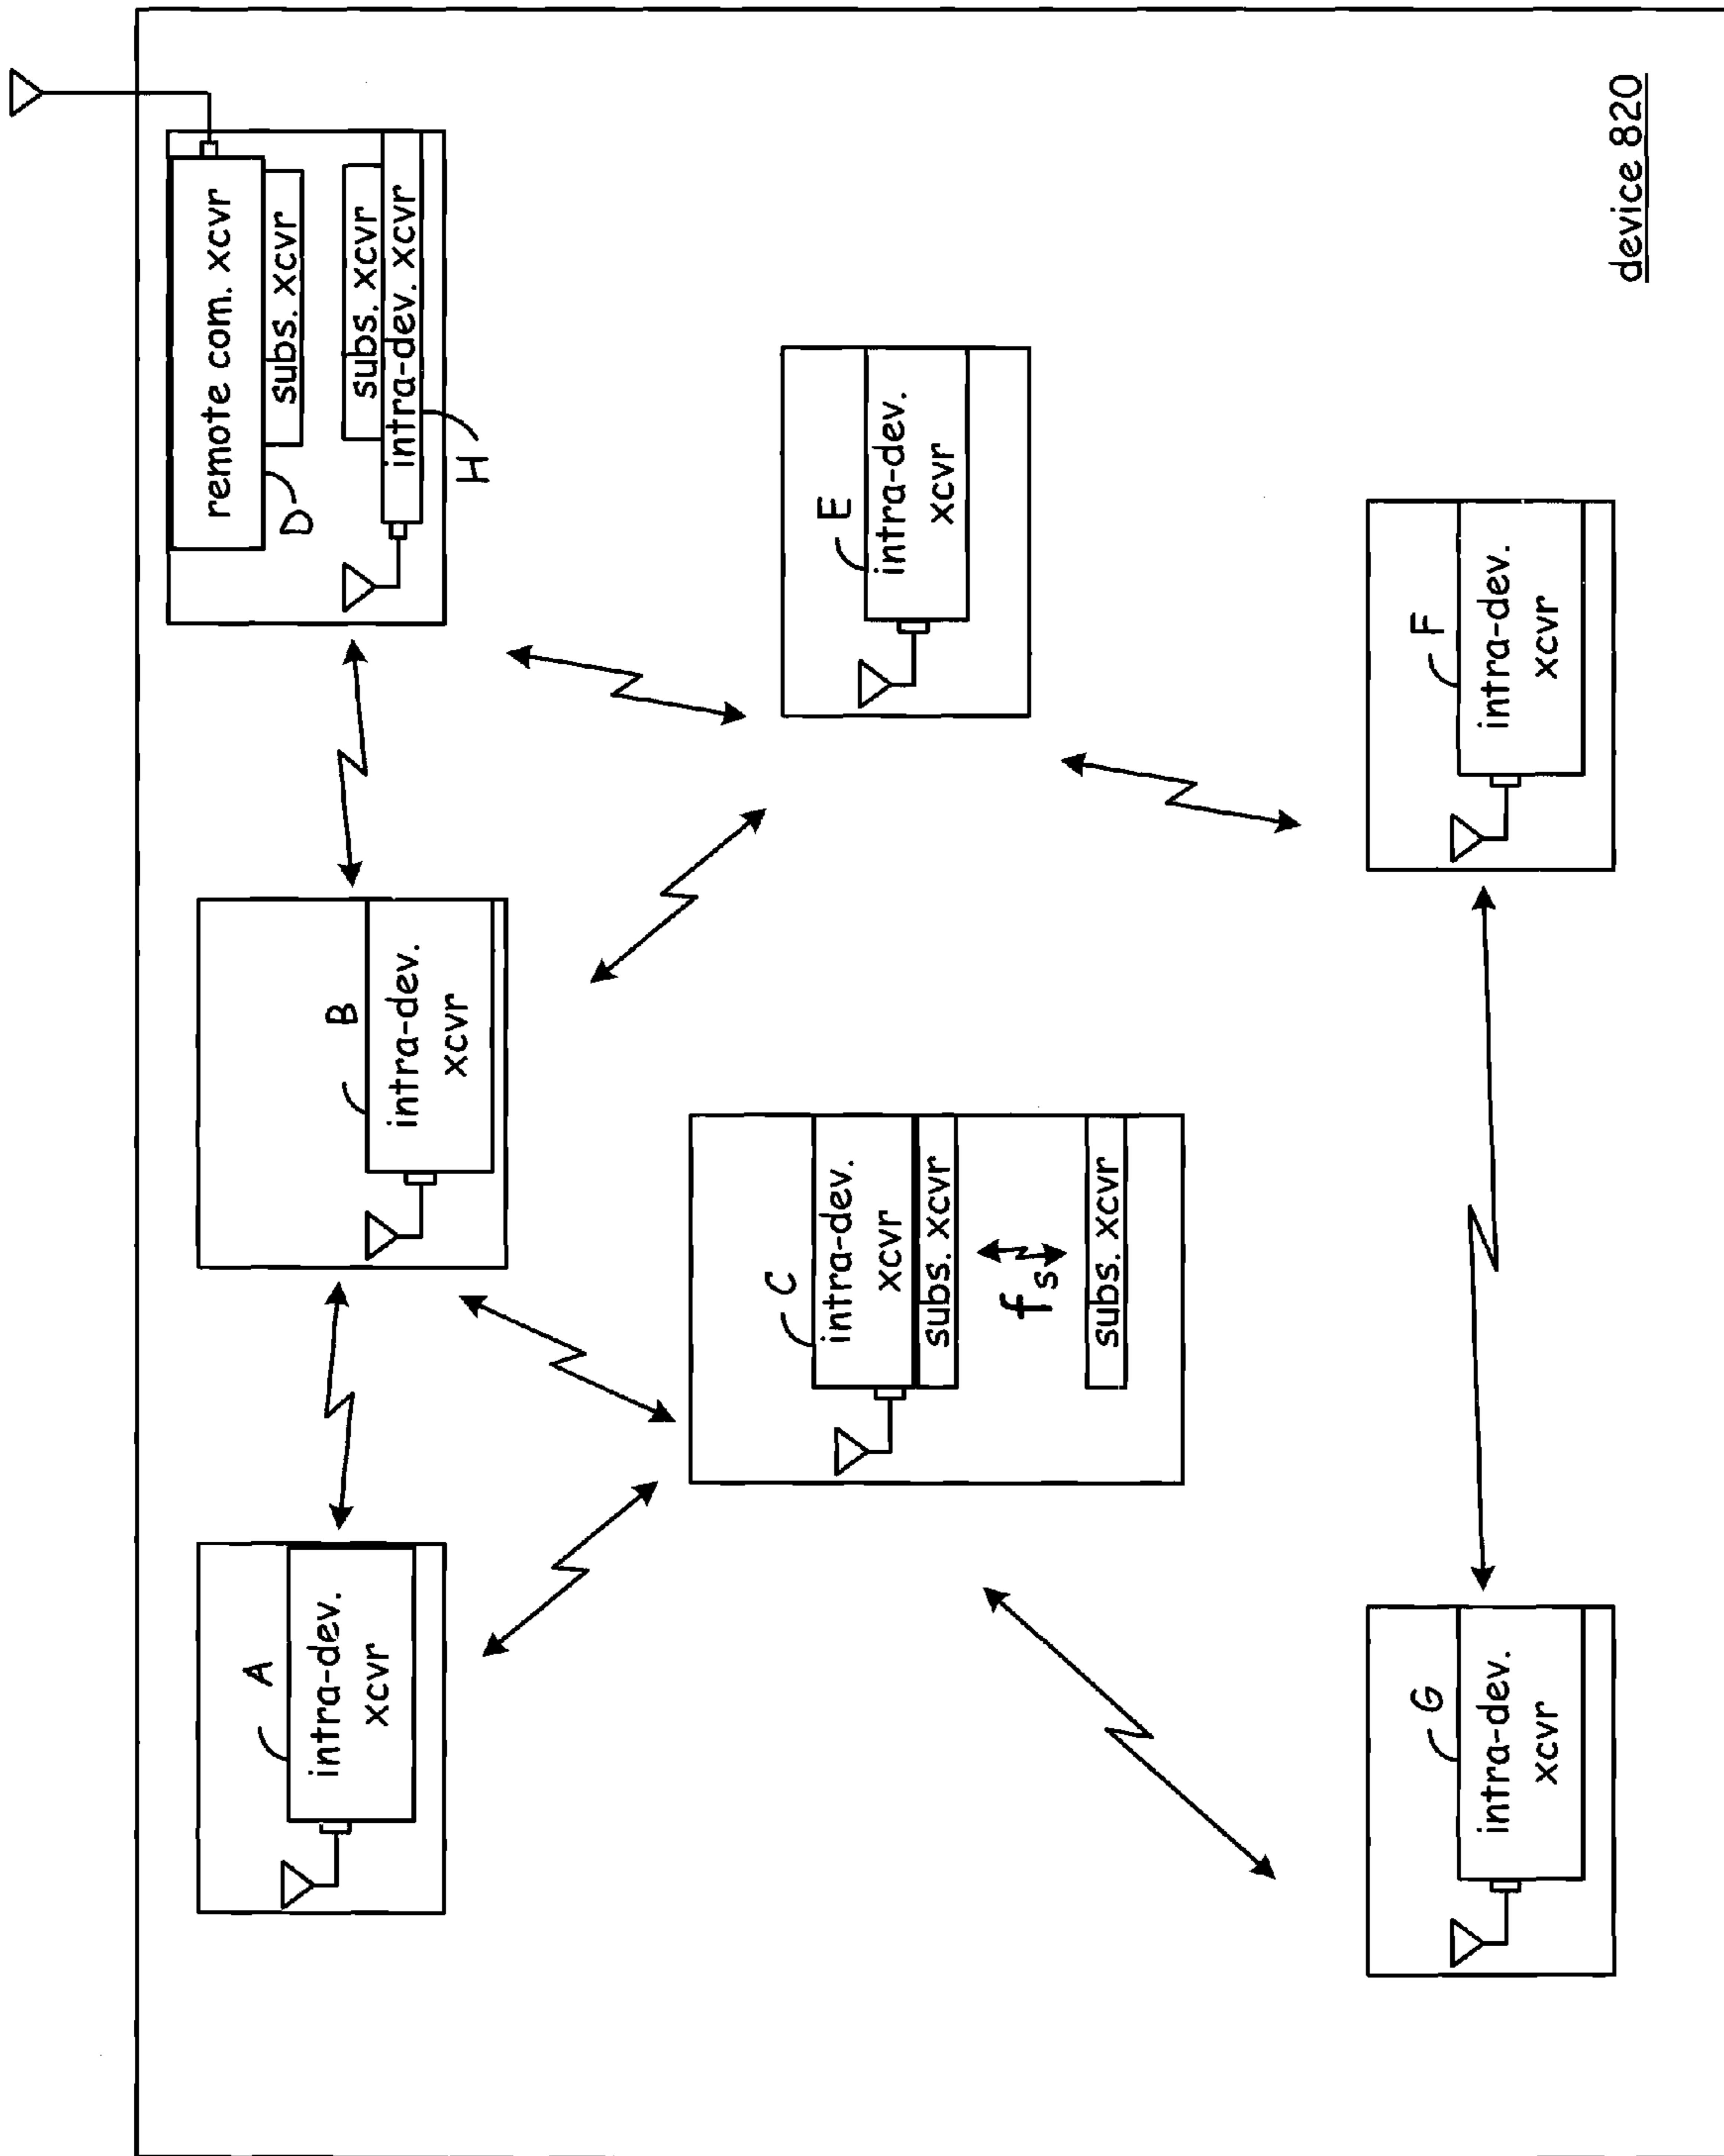 A
intra-dev.
xcvr
B
intra-dev.
xcvr
remote com. xcvr
subs. xcvr
D
subs. xcvr
intra-dev. xcvr
H
C
intra-dev.
xcvr
subs. xcvr
fs
subs. xcvr
E
intra-dev.
xcvr
G
intra-dev.
xcvr
F
intra-dev.
xcvr
device 820